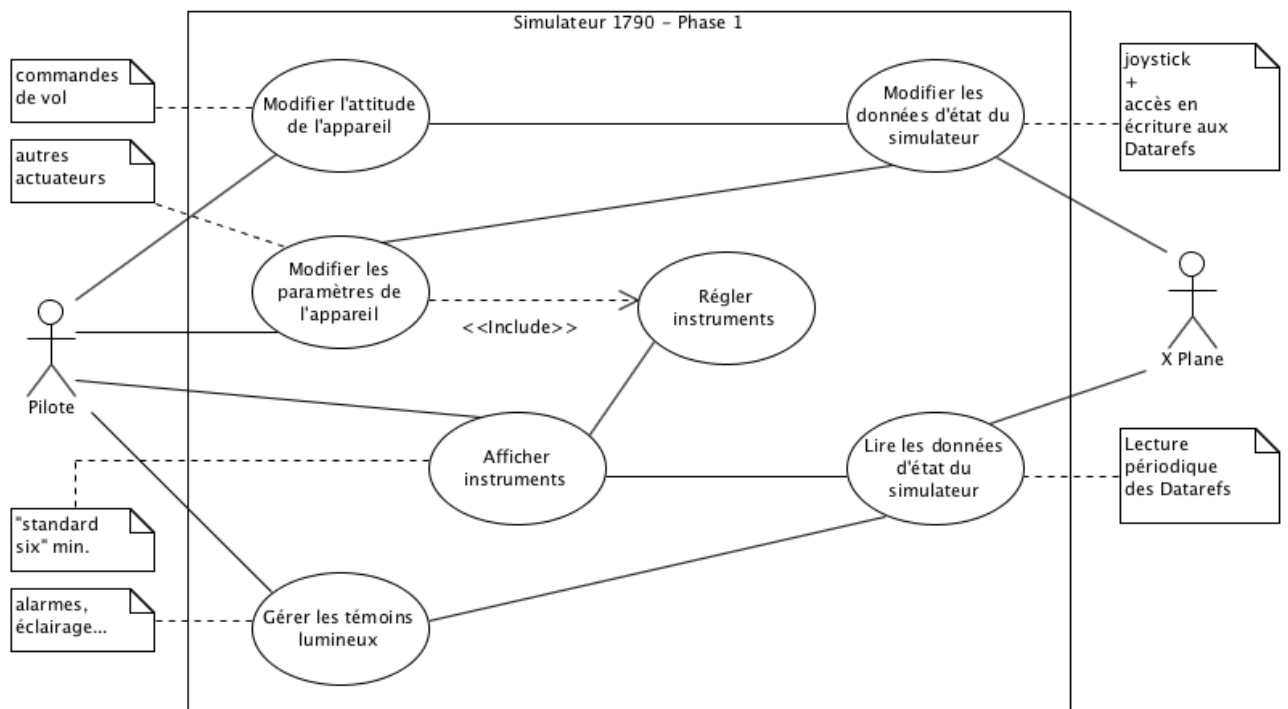 Simulateur 1790 – Phase 1
commandes
de vol
Modifier l'attitude
de l'appareil
Modifier les
données d'état du
simulateur
joystick
+
accès en
écriture aux
Datarefs
autres
actuateurs
Modifier les
paramètres de
l'appareil
<<Include>>
Régler
instruments
Pilote
X Plane
Afficher
instruments
Lire les données
d'état du
simulateur
Lecture
périodique
des Datarefs
"standard
six" min.
alarmes,
éclairage...
Gérer les témoins
lumineux